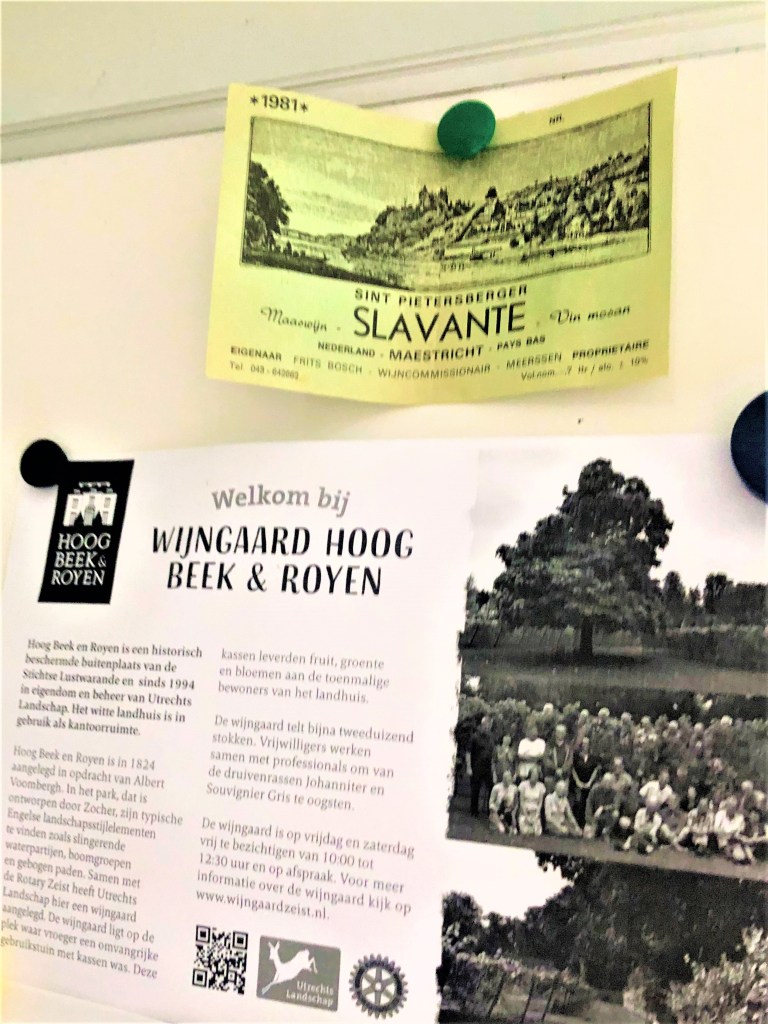 *1981*
NR.
SINT PIETERSBERGER
Maaswijn - SLAVANTE - Vin mosan
NEDERLAND - MAESTRICHT - PAYS BAS
EIGENAAR FRITS BOSCH - WIJNCOMMISSIONAIR - MEERSSEN PROPRIETAIRE
Tel. 043 - Vol.nom. -.7 ltr / alc. ± 10%
HOOG
BEEK &
ROYEN
Welkom bij
WIJNGAARD HOOG
BEEK & ROYEN
Hoog Beek en Royen is een historisch
beschermde buitenplaats van de
Stichtse Lustwarande en sinds 1994
in eigendom en beheer van Utrechts
Landschap. Het witte landhuis is in
gebruik als kantoorruimte.
Hoog Beek en Royen is in 1824
aangelegd in opdracht van Albert
Voombergh. In het park, dat is
ontworpen door Zocher, zijn typische
Engelse landschapsstijlelementen
te vinden zoals slingerende
waterpartijen, boomgroepen
en gebogen paden. Samen met
de Rotary Zeist heeft Utrechts
Landschap hier een wijngaard
aangelegd. De wijngaard ligt op de
plek waar vroeger een omvangrijke
gebruikstuin met kassen was. Deze
kassen leverden fruit, groente
en bloemen aan de toenmalige
bewoners van het landhuis.
De wijngaard telt bijna tweeduizend
stokken. Vrijwilligers werken
samen met professionals om van
de druivenrassen Johanniter en
Souvignier Gris te oogsten.
De wijngaard is op vrijdag en zaterdag
vrij te bezichtigen van 10:00 tot
12:30 uur en op afspraak. Voor meer
informatie over de wijngaard kijk op
www.wijngaardzeist.nl.
Utrechts
Landschap